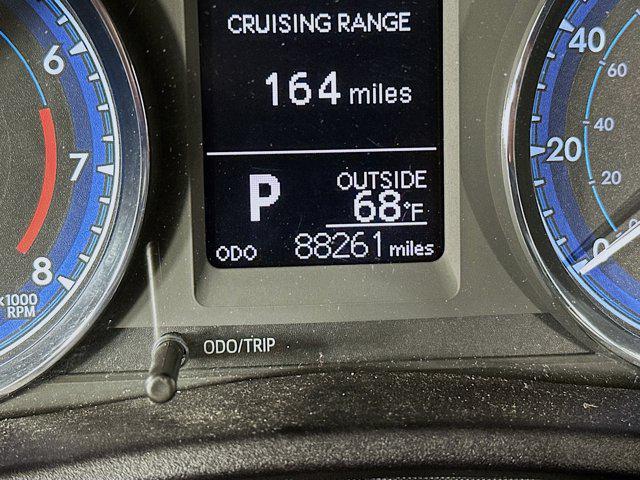 CRUISING RANGE
164 miles
P
OUTSIDE
68°F
ODO 88261 miles
ODO/TRIP
6
7
8
x1000
RPM
40
20
0
60
40
20